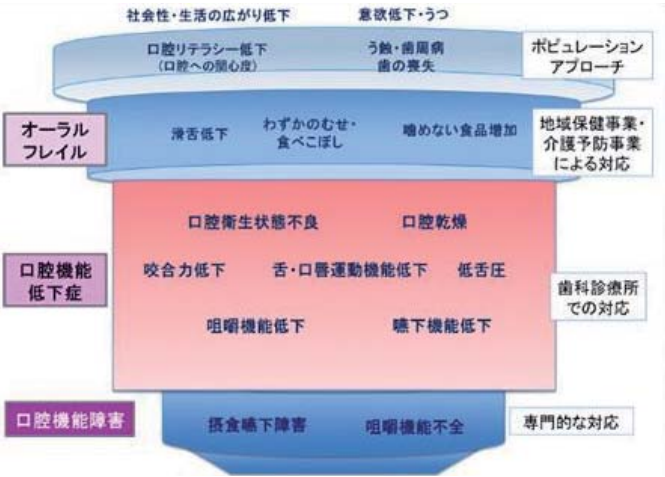 社会性・生活の広がり低下 意欲低下・うつ
口腔リテラシー低下
(口腔への関心度)
う蝕・歯周病
歯の喪失
ポピュレーション
アプローチ
オーラル
フレイル
滑舌低下
わずかのむせ・
食べこぼし
噛めない食品増加
地域保健事業・
介護予防事業
による対応
口腔機能
低下症
口腔衛生状態不良 口腔乾燥
咬合力低下 舌・口唇運動機能低下 低舌圧
咀嚼機能低下 嚥下機能低下
歯科診療所
での対応
口腔機能障害
摂食嚥下障害 咀嚼機能不全
専門的な対応